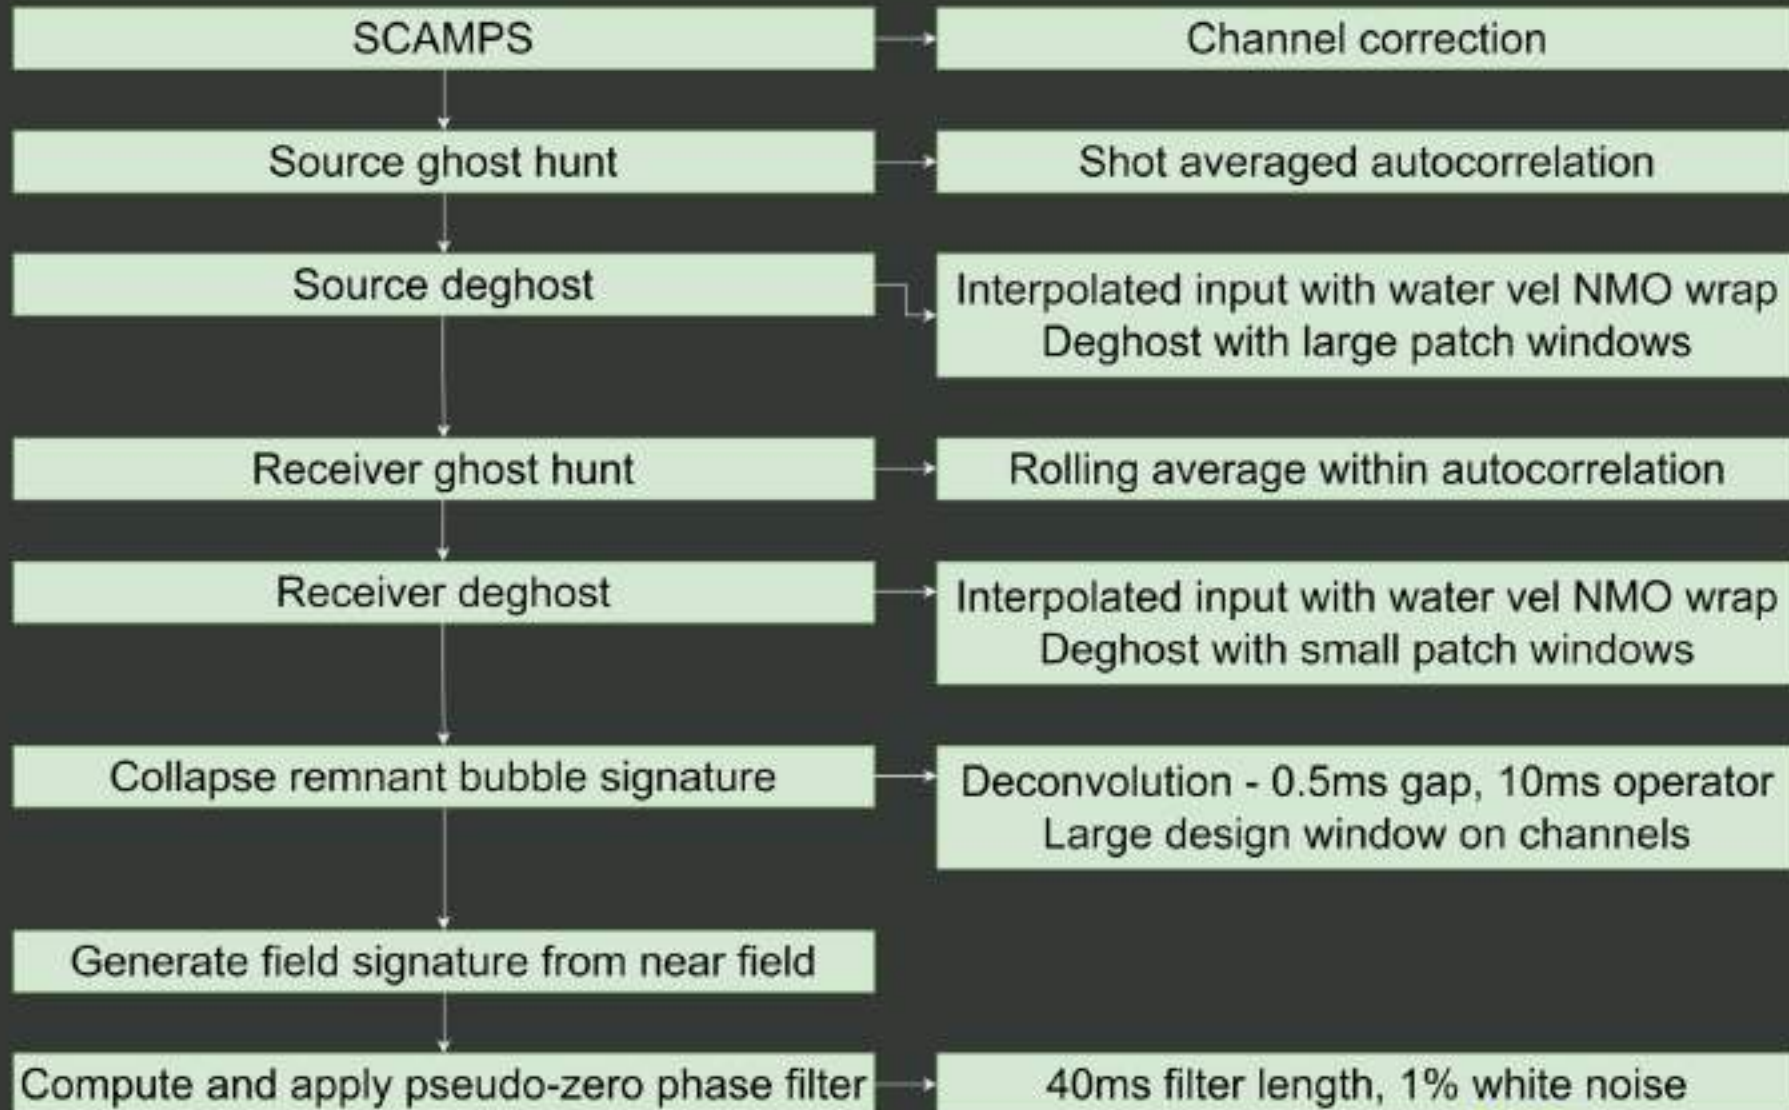 SCAMPS
Channel correction
Source ghost hunt
Shot averaged autocorrelation
Source deghost
Interpolated input with water vel NMO wrap
Deghost with large patch windows
Receiver ghost hunt
Rolling average within autocorrelation
Receiver deghost
Interpolated input with water vel NMO wrap
Deghost with small patch windows
Collapse remnant bubble signature
Deconvolution - 0.5ms gap, 10ms operator
Large design window on channels
Generate field signature from near field
Compute and apply pseudo-zero phase filter
40ms filter length, 1% white noise